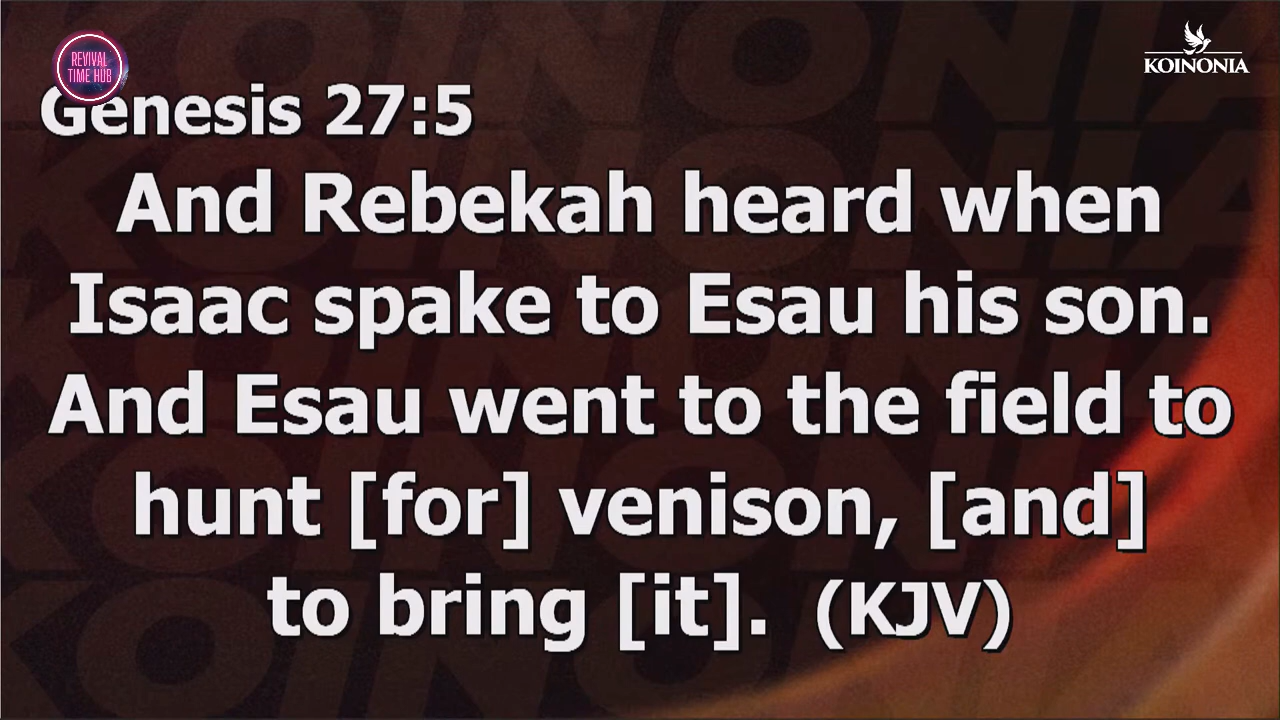 REVIVAL
TIME HUB
KOINONIA
Genesis 27:5
And Rebekah heard when
Isaac spake to Esau his son.
And Esau went to the field to
hunt [for] venison, [and]
to bring [it]. (KJV)